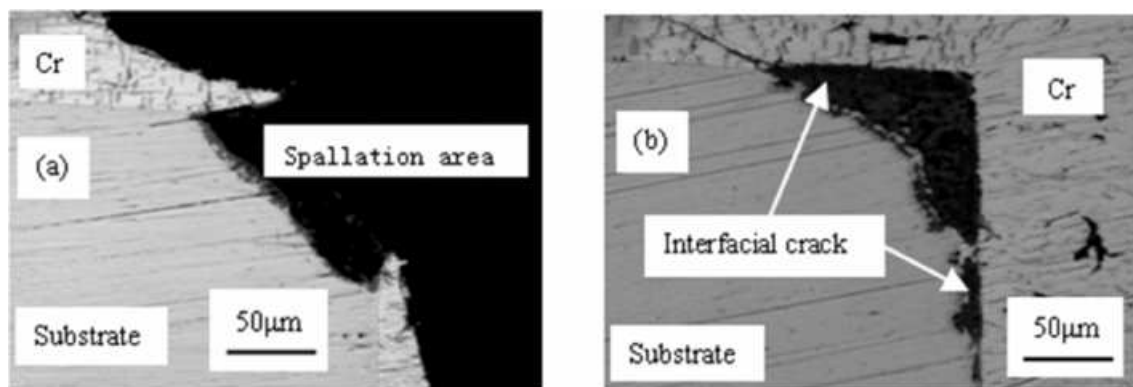 Cr
(a)
Spallation area
Substrate
50μm
Cr
(b)
Interfacial crack
Substrate
50μm